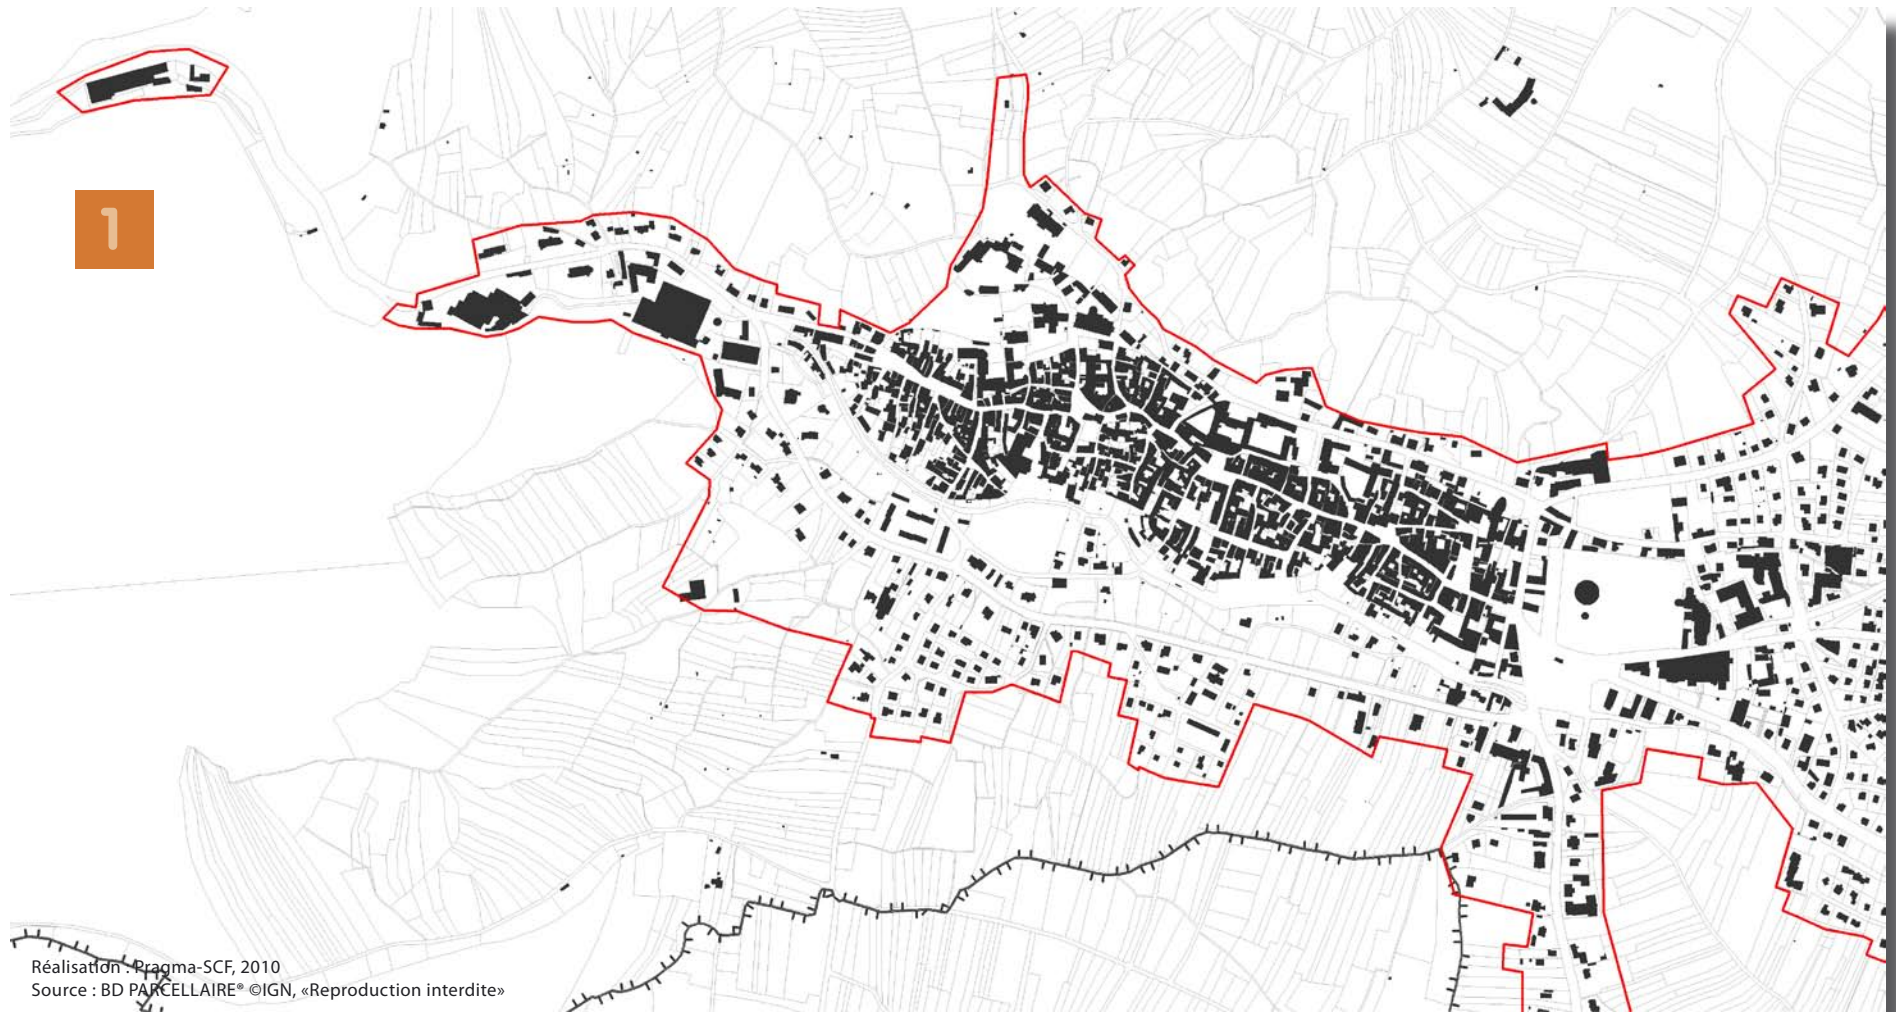 1
Réalisation : Pragma-SCF, 2010
Source : BD PARCELLAIRE® ©IGN, «Reproduction interdite»